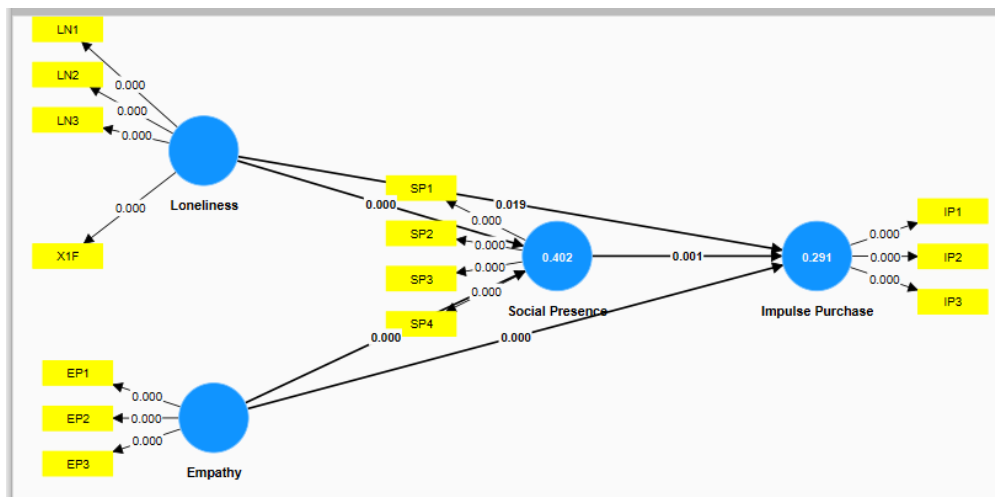 LN1
0.000
LN2
0.000
LN3
0.000
Loneliness
0.000
X1F
SP1
0.000
0.019
0.000
SP2
0.000
SP3
0.000
0.000
SP4
0.402
Social Presence
0.001
0.291
Impulse Purchase
0.000
IP1
0.000
IP2
0.000
IP3
0.000
0.000
EP1
0.000
EP2
0.000
EP3
0.000
Empathy